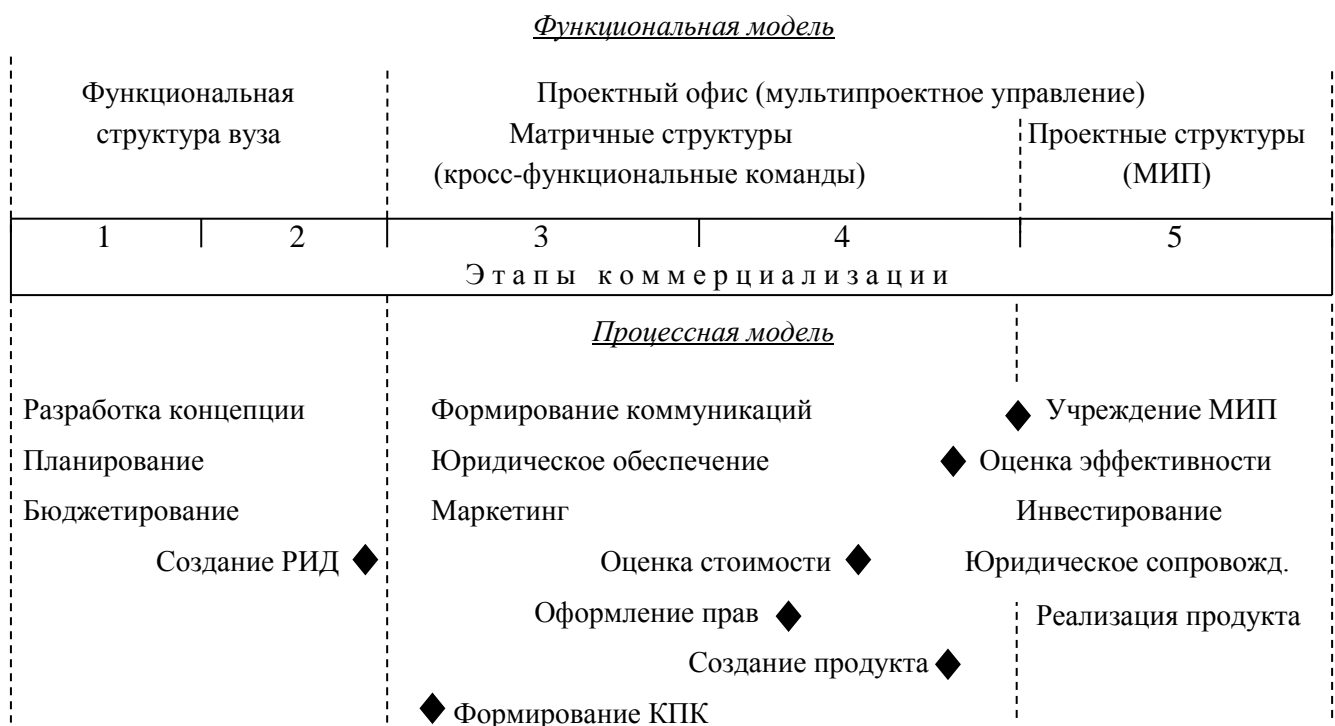 Функциональная модель
Функциональная структура вуза
Проектный офис (мультипроектное управление)
Матричные структуры (кросс-функциональные команды)
Проектные структуры (МИП)
1 2 3 4 5
Этапы коммерциализации
Процессная модель
Разработка концепции Формирование коммуникаций Учреждение МИП
Планирование Юридическое обеспечение Оценка эффективности
Бюджетирование Маркетинг Инвестирование
Создание РИД Оценка стоимости Юридическое сопровожд.
Оформление прав Реализация продукта
Создание продукта
Формирование КПК